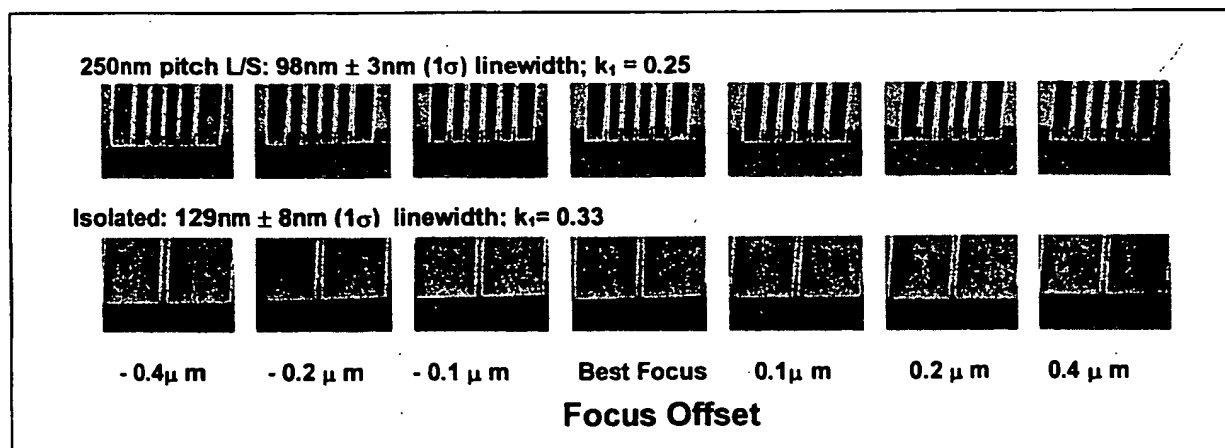 250nm pitch L/S: 98nm ± 3nm (1σ) linewidth; k₁ = 0.25
Isolated: 129nm ± 8nm (1σ) linewidth; k₁= 0.33
- 0.4μ m - 0.2 μ m - 0.1 μ m Best Focus 0.1μ m 0.2 μ m 0.4 μ m
Focus Offset